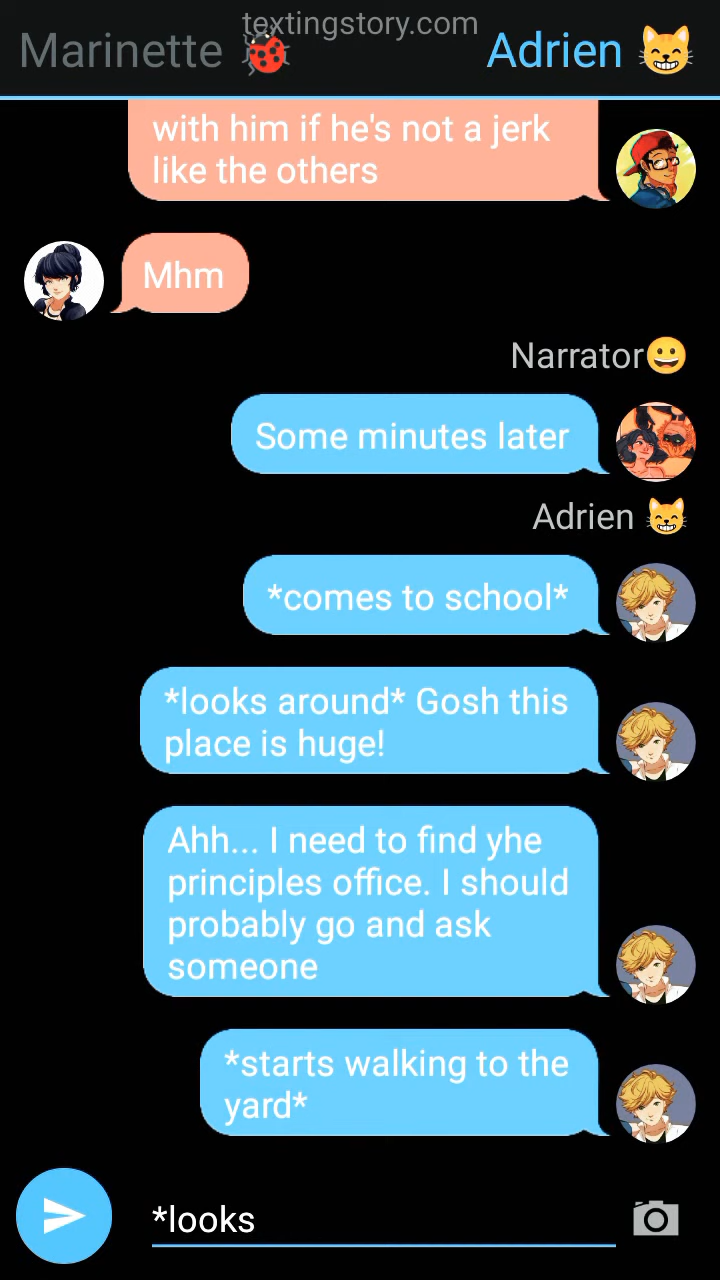 textingstory.com
Marinette 🐞
Adrien 😸
with him if he's not a jerk
like the others
Mhm
Narrator😀
Some minutes later
Adrien 😸
*comes to school*
*looks around* Gosh this
place is huge!
Ahh... I need to find yhe
principles office. I should
probably go and ask
someone
*starts walking to the
yard*
*looks